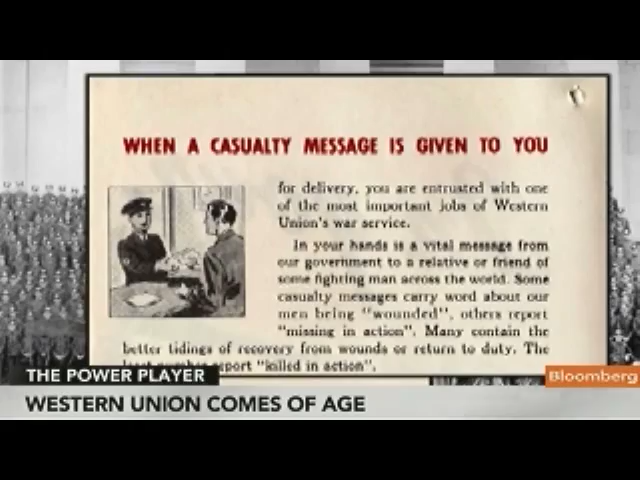 WHEN A CASUALTY MESSAGE IS GIVEN TO YOU
for delivery, you are entrusted with one
of the most important jobs of Western
Union's war service.
In your hands is a vital message from
our government to a relative or friend of
some fighting man across the world. Some
casualty messages carry word about our
men being "wounded", others report
"missing in action". Many contain the
better tidings of recovery from wounds or return to duty. The
report "killed in action".
THE POWER PLAYER
Bloomberg
WESTERN UNION COMES OF AGE